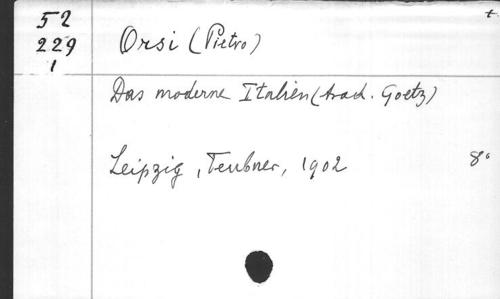 52
229
1
Orsi (Pietro)
Das moderne Italien (trad. Goetz)
Leipzig, Teubner, 1902
8°